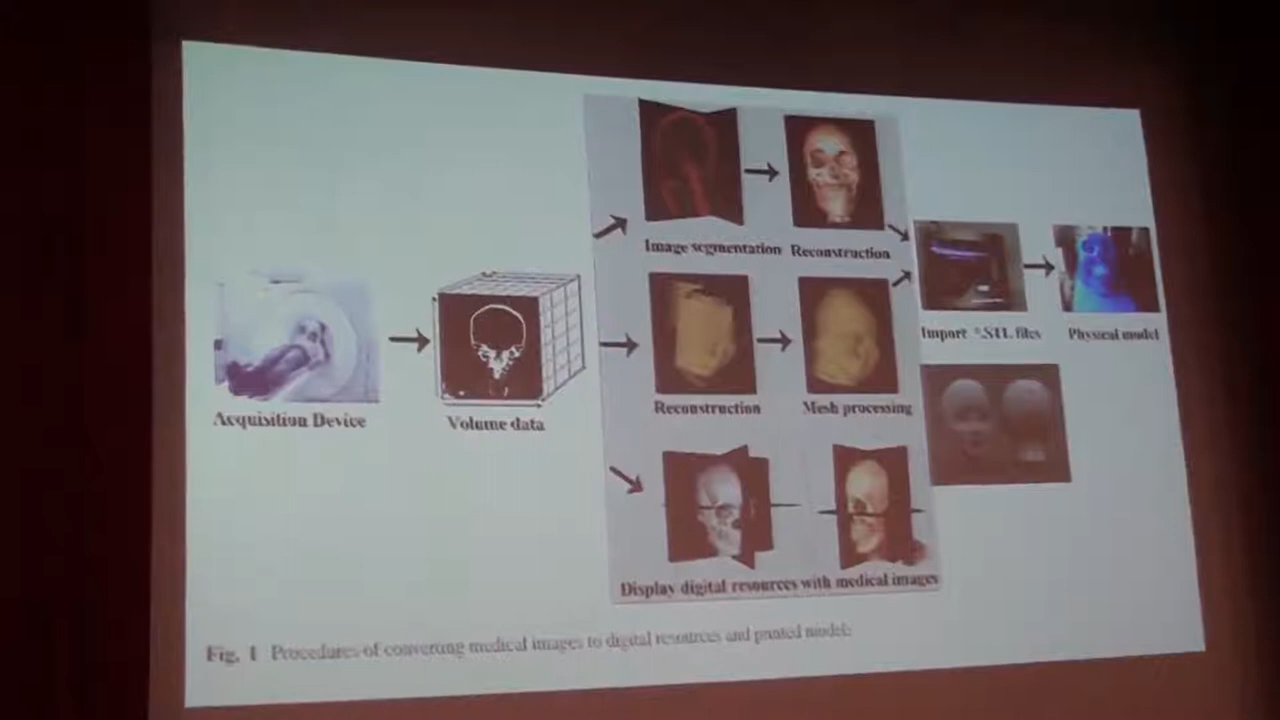 Image segmentation
Reconstruction
Import *.STL files
Physical model
Acquisition Device
Volume data
Reconstruction
Mesh processing
Display digital resources with medical images
Fig. 1 Procedures of converting medical images to digital resources and printed models